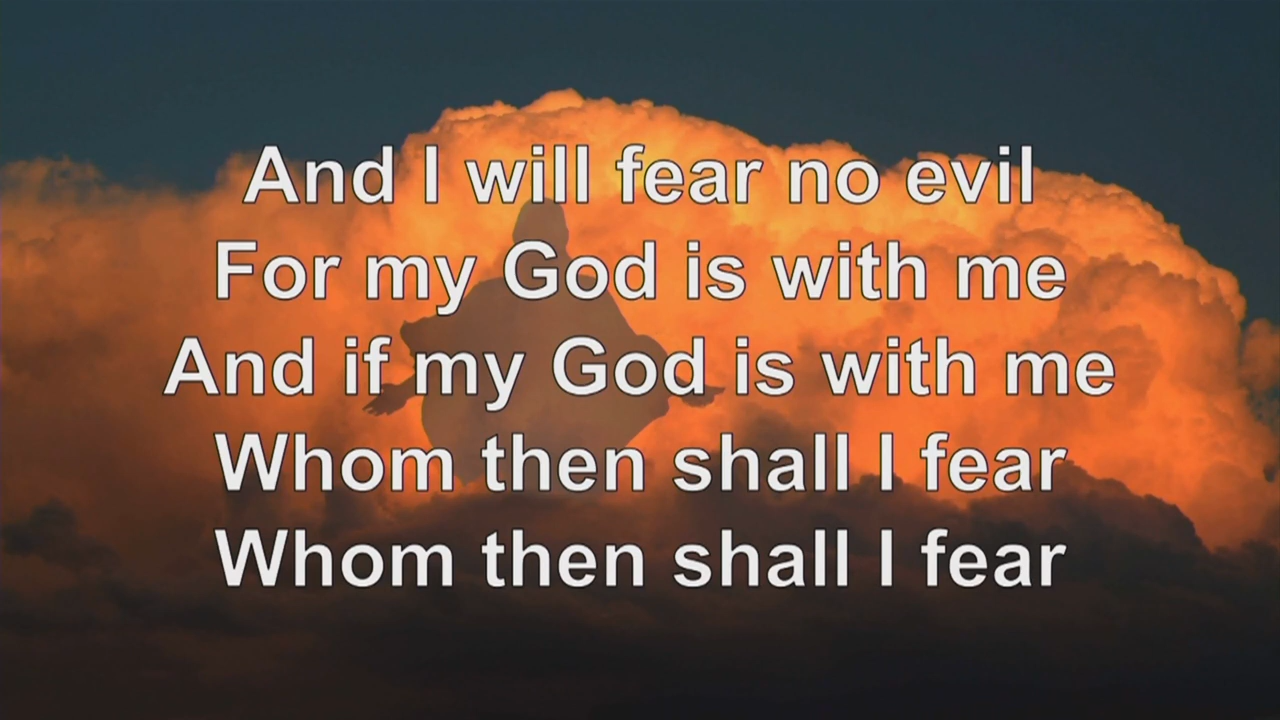 And I will fear no evil
For my God is with me
And if my God is with me
Whom then shall I fear
Whom then shall I fear